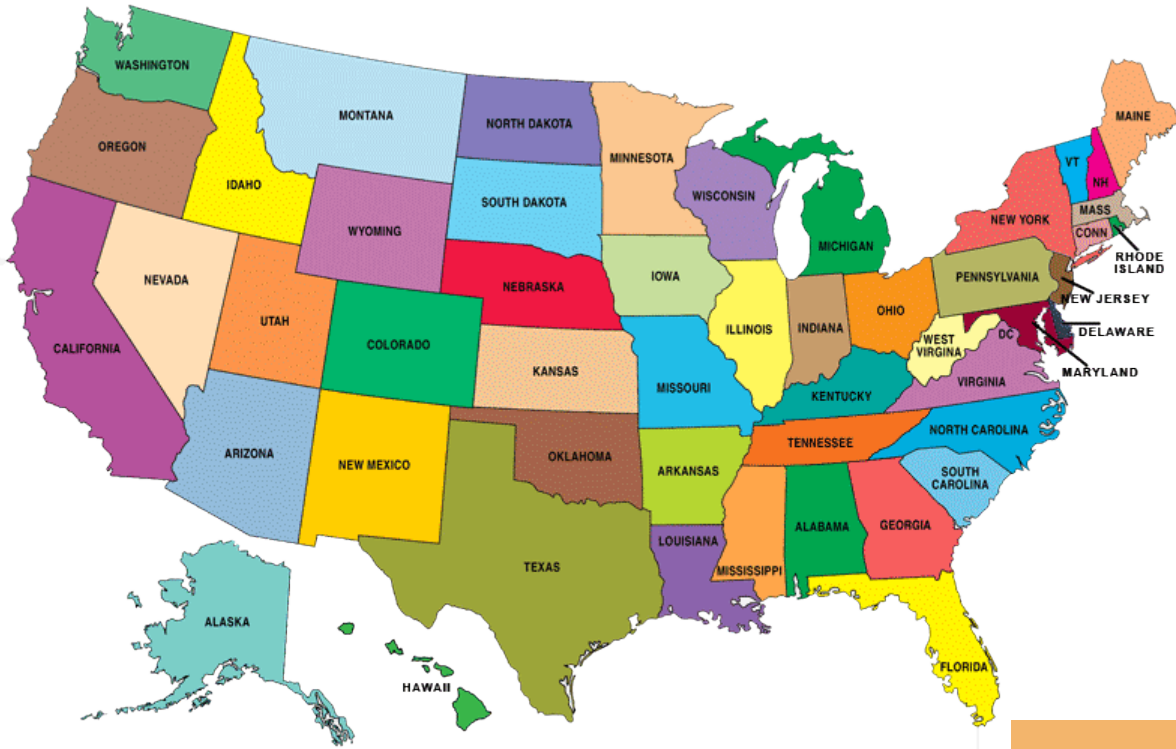 WASHINGTON
MONTANA
NORTH DAKOTA
MINNESOTA
MAINE
OREGON
IDAHO
VT
NH
WISCONSIN
SOUTH DAKOTA
WYOMING
MICHIGAN
NEW YORK
MASS
CONN
RHODE
ISLAND
NEVADA
NEBRASKA
IOWA
PENNSYLVANIA
NEW JERSEY
UTAH
COLORADO
ILLINOIS
INDIANA
OHIO
DELAWARE
CALIFORNIA
KANSAS
MISSOURI
WEST
VIRGINA
DC
MARYLAND
KENTUCKY
VIRGINIA
ARIZONA
NEW MEXICO
OKLAHOMA
ARKANSAS
TENNESSEE
NORTH CAROLINA
SOUTH
CAROLINA
TEXAS
LOUISIANA
MISSISSIPPI
ALABAMA
GEORGIA
ALASKA
HAWAII
FLORIDA